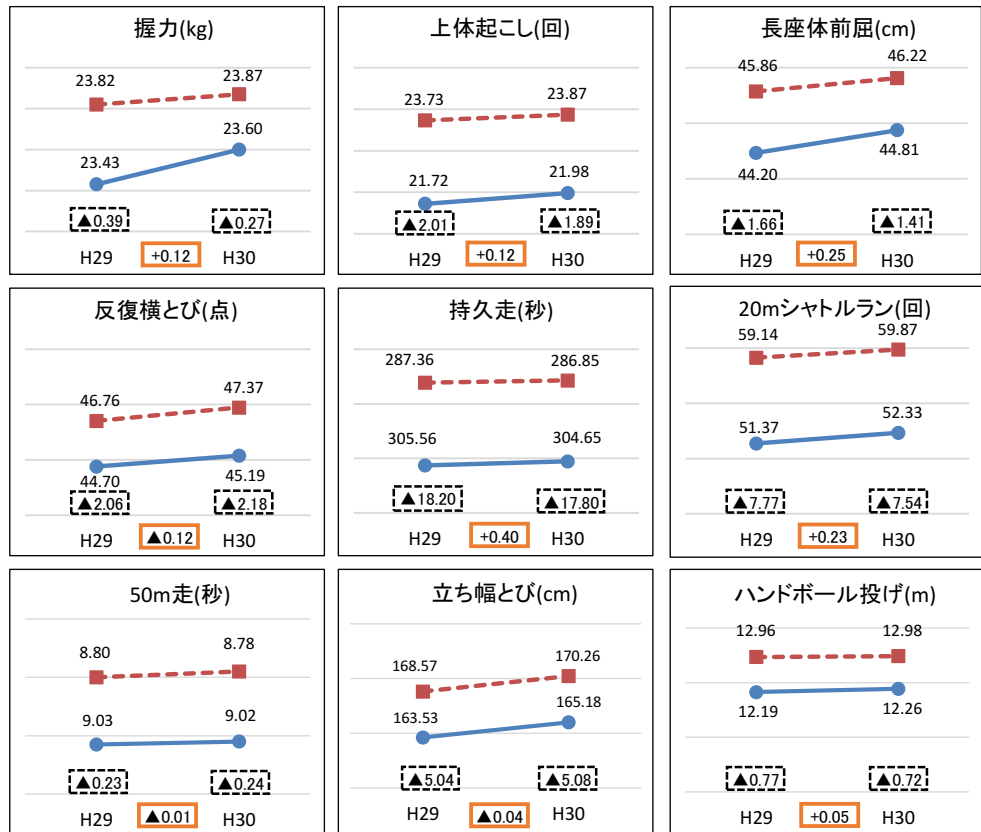 握力(kg)
23.82
23.87
23.43
23.60
▲0.39
▲0.27
H29
+0.12
H30
上体起こし(回)
23.73
23.87
21.72
21.98
▲2.01
▲1.89
H29
+0.12
H30
長座体前屈(cm)
45.86
46.22
44.20
44.81
▲1.66
▲1.41
H29
+0.25
H30
反復横とび(点)
46.76
47.37
44.70
45.19
▲2.06
▲2.18
H29
▲0.12
H30
持久走(秒)
287.36
286.85
305.56
304.65
▲18.20
▲17.80
H29
+0.40
H30
20mシャトルラン(回)
59.14
59.87
51.37
52.33
▲7.77
▲7.54
H29
+0.23
H30
50m走(秒)
8.80
8.78
9.03
9.02
▲0.23
▲0.24
H29
▲0.01
H30
立ち幅とび(cm)
168.57
170.26
163.53
165.18
▲5.04
▲5.08
H29
▲0.04
H30
ハンドボール投げ(m)
12.96
12.98
12.19
12.26
▲0.77
▲0.72
H29
+0.05
H30